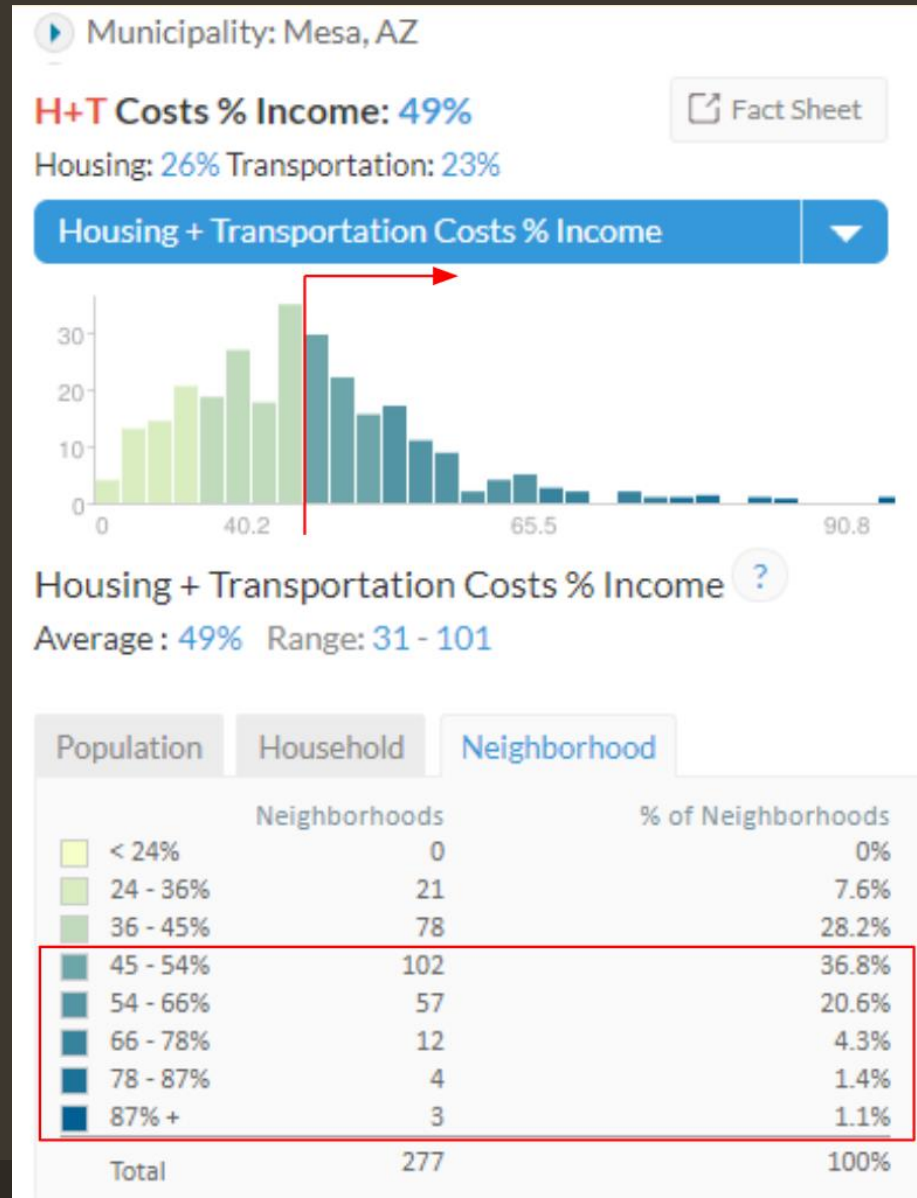 Municipality: Mesa, AZ
H+T Costs % Income: 49%
Fact Sheet
Housing: 26% Transportation: 23%
Housing + Transportation Costs % Income
30
20
10
0
0 40.2 65.5 90.8
Housing + Transportation Costs % Income ?
Average : 49% Range: 31 - 101
Population Household Neighborhood
Neighborhoods % of Neighborhoods
< 24% 0 0%
24 - 36% 21 7.6%
36 - 45% 78 28.2%
45 - 54% 102 36.8%
54 - 66% 57 20.6%
66 - 78% 12 4.3%
78 - 87% 4 1.4%
87% + 3 1.1%
Total 277 100%